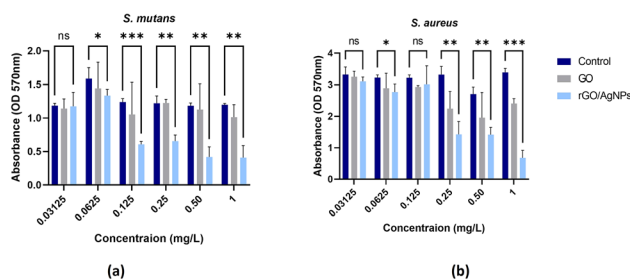 S. mutans
ns * *** ** ** **
Absorbance (OD 570nm)
2.0
1.5
1.0
0.5
0.0
0.03125 0.0625 0.125 0.25 0.50 1
Concentraion (mg/L)
(a)
S. aureus
ns * ns ** ** ***
Absorbance (OD 570nm)
4
3
2
1
0
0.03125 0.0625 0.125 0.25 0.50 1
Concentraion (mg/L)
(b)
Control
GO
rGO/AgNPs